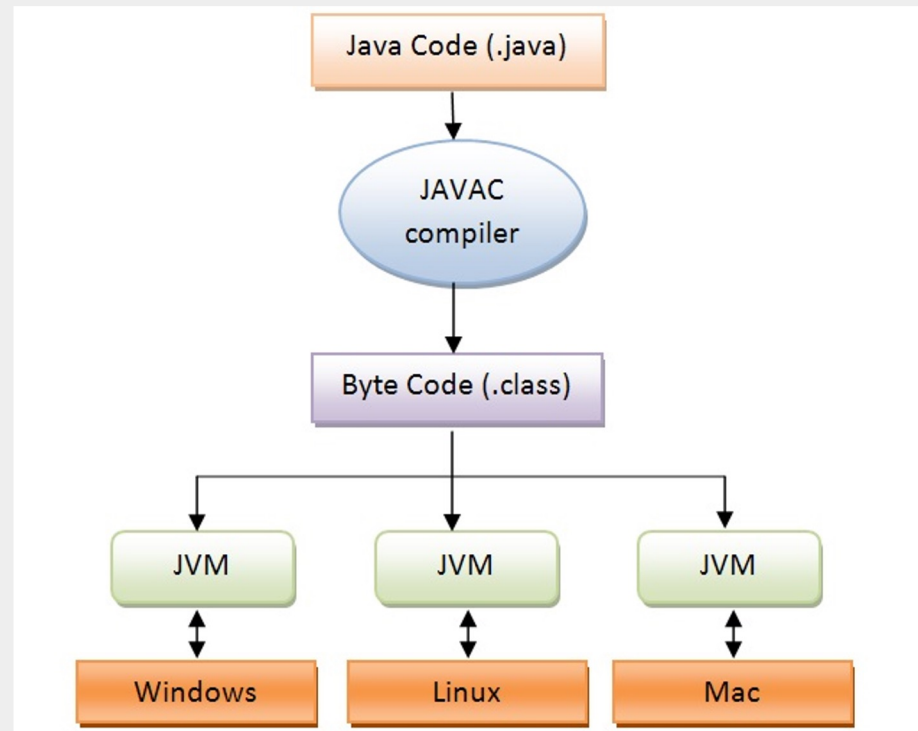 Java Code (.java)
JAVAC
compiler
Byte Code (.class)
JVM
JVM
JVM
Windows
Linux
Mac